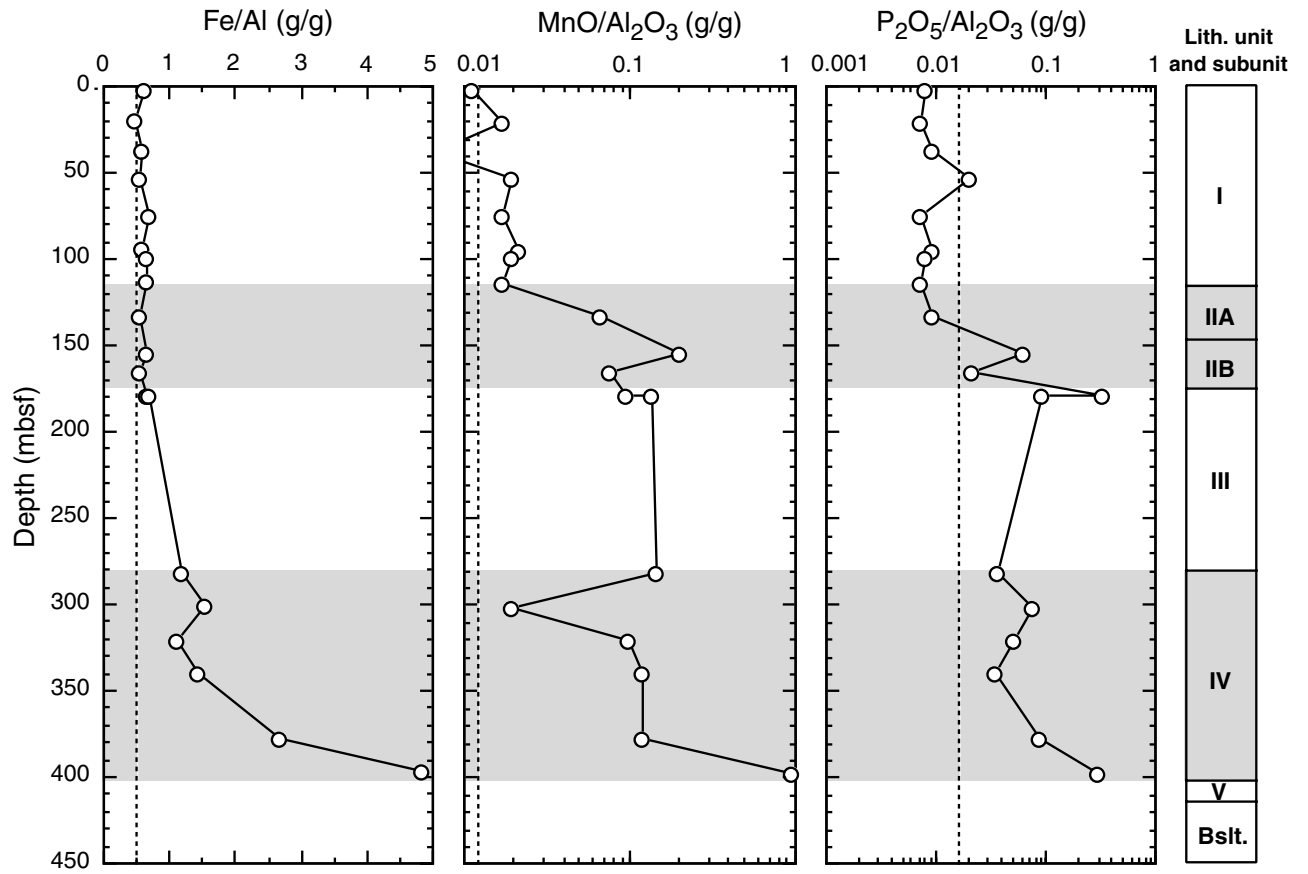 Fe/Al (g/g) MnO/Al₂O₃ (g/g) P₂O₅/Al₂O₃ (g/g) Lith. unit
and subunit
0 1 2 3 4 5 0.01 0.1 1 0.001 0.01 0.1 1
0
50
100
150
200
250
300
350
400
450
Depth (mbsf)
I
IIA
IIB
III
IV
V
Bslt.